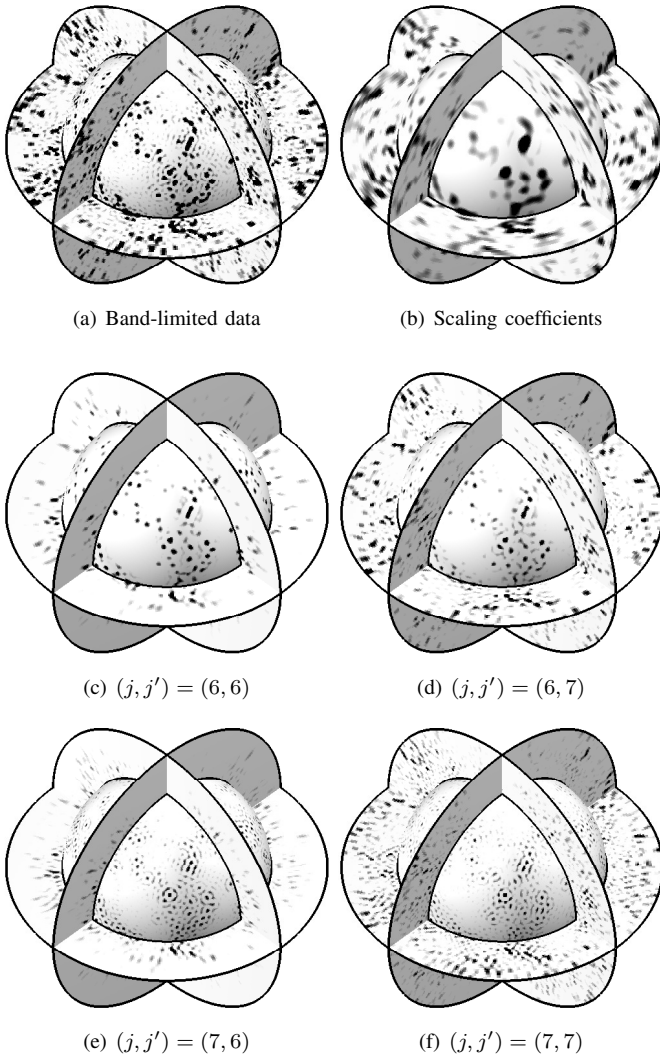 (a) Band-limited data
(b) Scaling coefficients
(c) (j, j′) = (6, 6)
(d) (j, j′) = (6, 7)
(e) (j, j′) = (7, 6)
(f) (j, j′) = (7, 7)